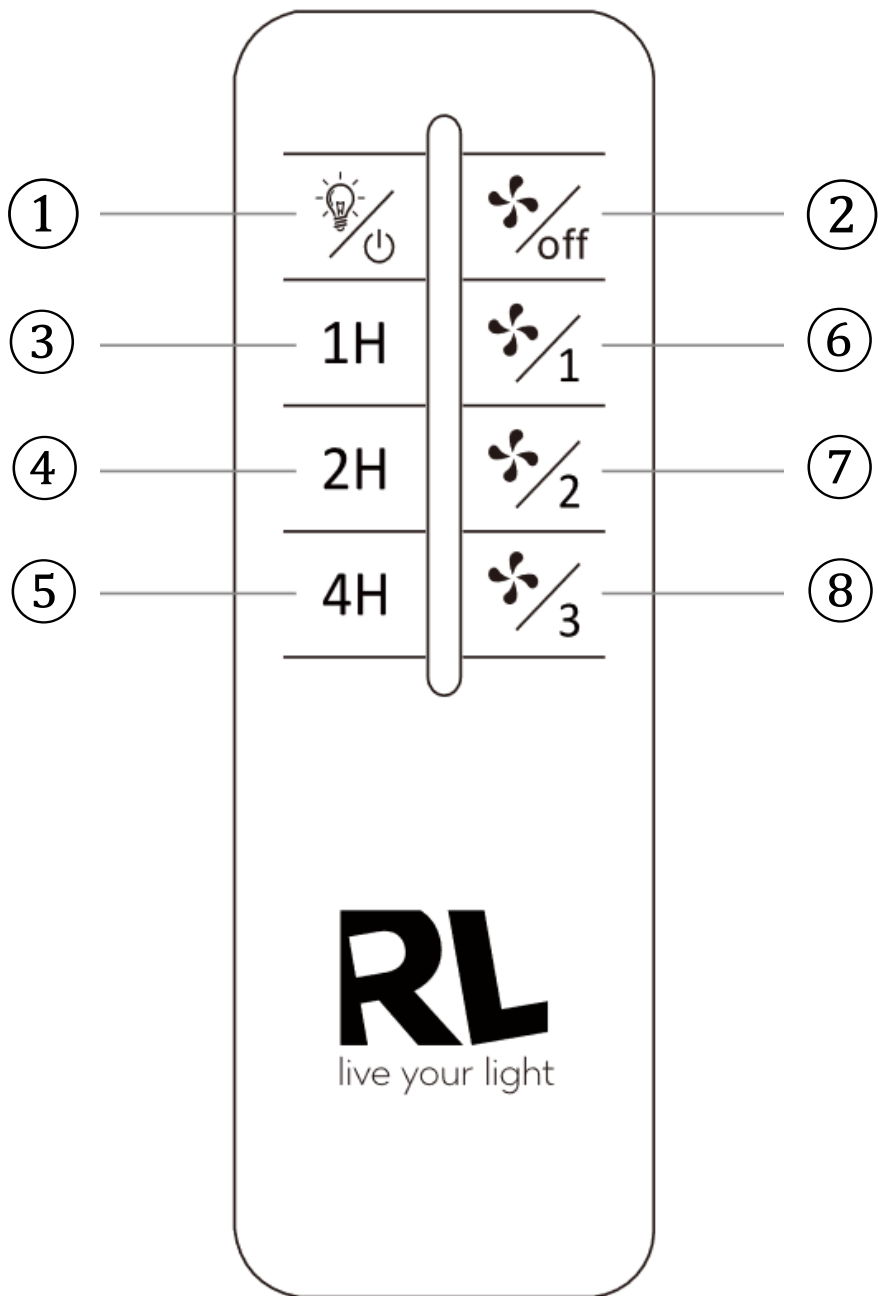 ① ②
off
③ 1H 1 ⑥
④ 2H 2 ⑦
⑤ 4H 3 ⑧
RL
live your light